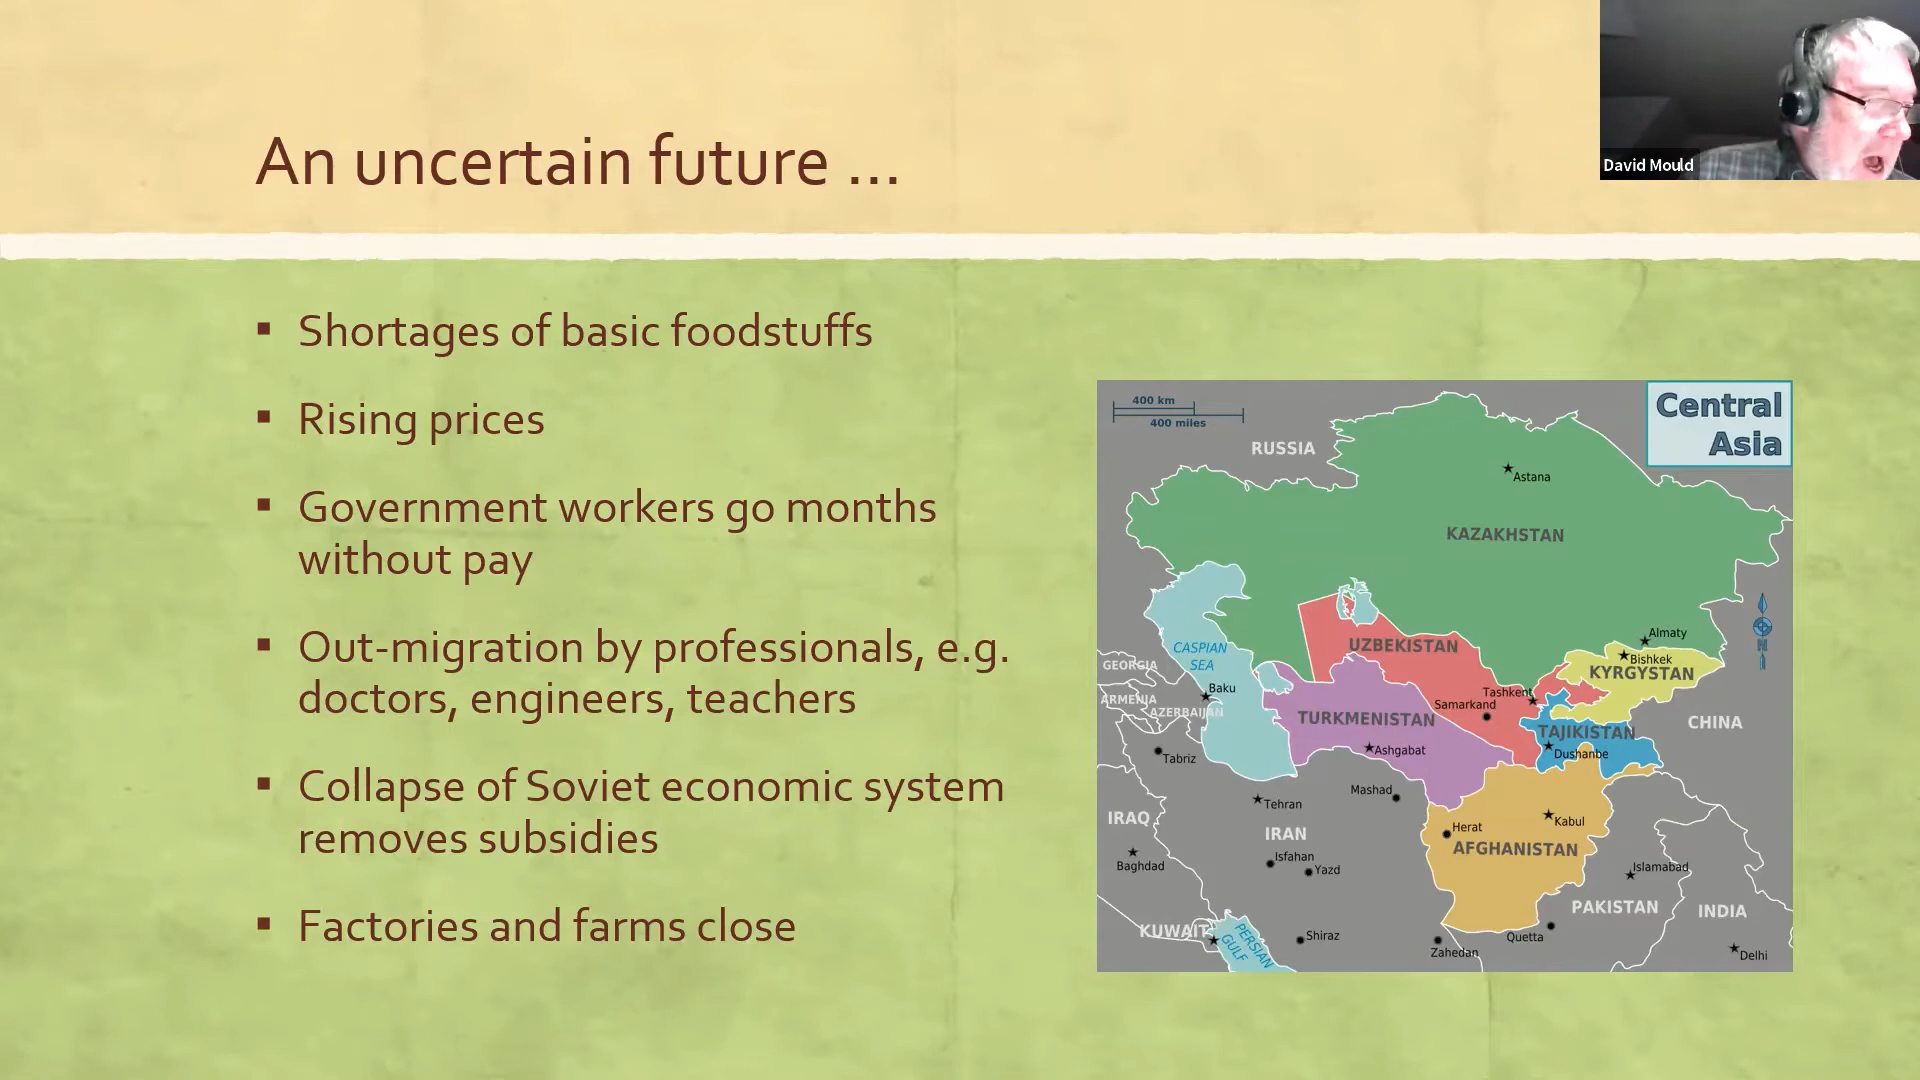 David Mould
An uncertain future ...
▪ Shortages of basic foodstuffs
▪ Rising prices
▪ Government workers go months
without pay
▪ Out-migration by professionals, e.g.
doctors, engineers, teachers
▪ Collapse of Soviet economic system
removes subsidies
▪ Factories and farms close
Central
Asia
400 km
400 miles
RUSSIA
Astana
KAZAKHSTAN
CASPIAN
SEA
UZBEKISTAN
Almaty
Bishkek
KYRGYSTAN
N
GEORGIA
ARMENIA
AZERBAIJAN
Baku
Tashkent
Samarkand
TURKMENISTAN
Ashgabat
TAJIKISTAN
Dushanbe
CHINA
Tabriz
Tehran
Mashad
IRAQ
Baghdad
IRAN
Isfahan
Yazd
Herat
Kabul
AFGHANISTAN
Islamabad
PAKISTAN
INDIA
KUWAIT
PERSIAN
GULF
Shiraz
Zahedan
Quetta
Delhi